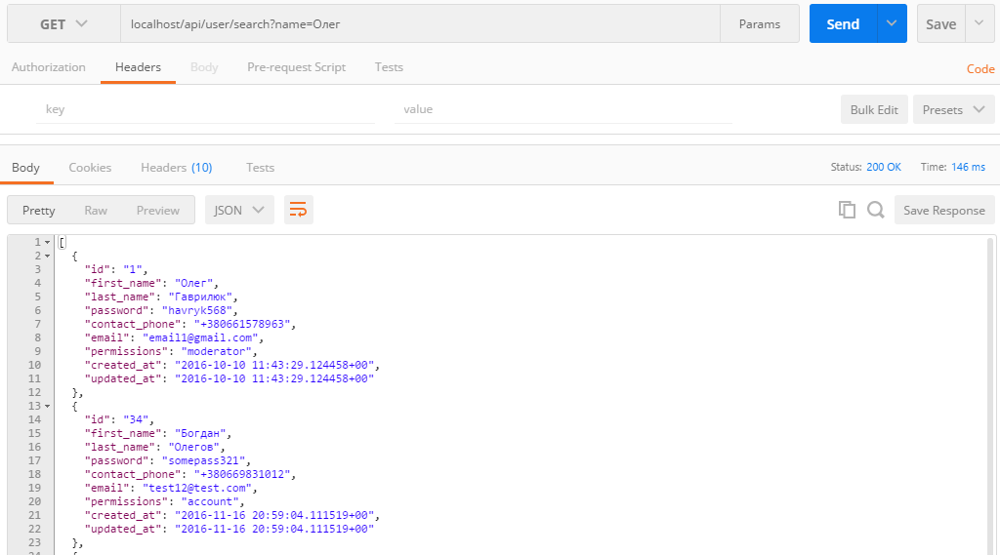 GET localhost/api/user/search?name=Олег Params Send Save
Authorization Headers Body Pre-request Script Tests Code
key value Bulk Edit Presets
Body Cookies Headers (10) Tests Status: 200 OK Time: 146 ms
Pretty Raw Preview JSON Save Response
1 [
2 {
3 "id": "1",
4 "first_name": "Олег",
5 "last_name": "Гаврилюк",
6 "password": "havryk568",
7 "contact_phone": "+380661578963",
8 "email": "email1@gmail.com",
9 "permissions": "moderator",
10 "created_at": "2016-10-10 11:43:29.124458+00",
11 "updated_at": "2016-10-10 11:43:29.124458+00"
12 },
13 {
14 "id": "34",
15 "first_name": "Богдан",
16 "last_name": "Олегов",
17 "password": "somepass321",
18 "contact_phone": "+380669831012",
19 "email": "test12@test.com",
20 "permissions": "account",
21 "created_at": "2016-11-16 20:59:04.111519+00",
22 "updated_at": "2016-11-16 20:59:04.111519+00"
23 },